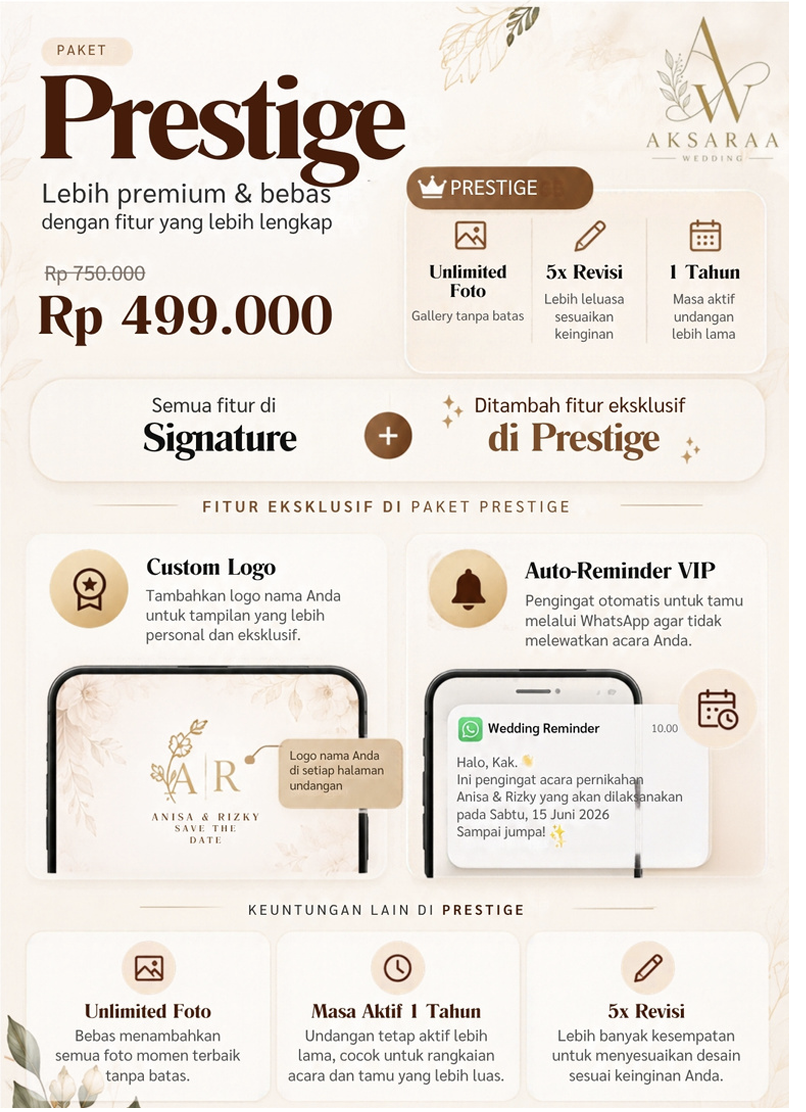 PAKET
Prestige
Lebih premium & bebas
dengan fitur yang lebih lengkap
Rp 750.000
Rp 499.000
AW
AKSARAA
WEDDING
PRESTIGE
Unlimited
Foto
Gallery tanpa batas
5x Revisi
Lebih leluasa
sesuaikan
keinginan
1 Tahun
Masa aktif
undangan
lebih lama
Semua fitur di
Signature
+
Ditambah fitur eksklusif
di Prestige
FITUR EKSKLUSIF DI PAKET PRESTIGE
Custom Logo
Tambahkan logo nama Anda
untuk tampilan yang lebih
personal dan eksklusif.
A|R
ANISA & RIZKY
SAVE THE
DATE
Logo nama Anda
di setiap halaman
undangan
Auto-Reminder VIP
Pengingat otomatis untuk tamu
melalui WhatsApp agar tidak
melewatkan acara Anda.
Wedding Reminder 10.00
Halo, Kak.👋
Ini pengingat acara pernikahan
Anisa & Rizky yang akan dilaksanakan
pada Sabtu, 15 Juni 2026
Sampai jumpa! ✨
KEUNTUNGAN LAIN DI PRESTIGE
Unlimited Foto
Bebas menambahkan
semua foto momen terbaik
tanpa batas.
Masa Aktif 1 Tahun
Undangan tetap aktif lebih
lama, cocok untuk rangkaian
acara dan tamu yang lebih luas.
5x Revisi
Lebih banyak kesempatan
untuk menyesuaikan desain
sesuai keinginan Anda.